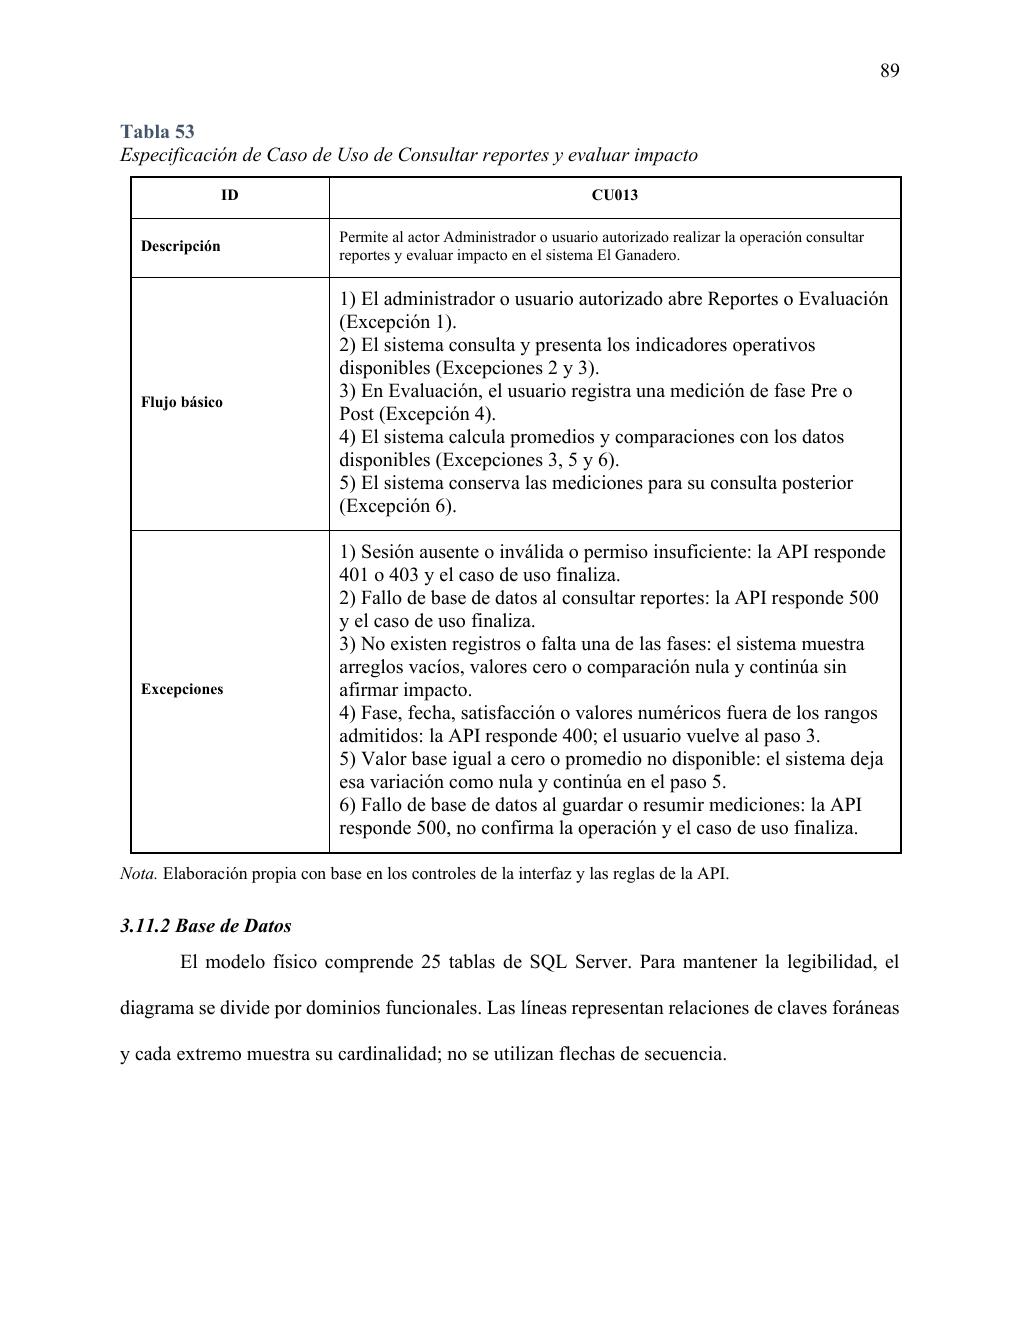 89
Tabla 53
Especificación de Caso de Uso de Consultar reportes y evaluar impacto
ID
CU013
Descripción
Permite al actor Administrador o usuario autorizado realizar la operación consultar
reportes y evaluar impacto en el sistema El Ganadero.
Flujo básico
1) El administrador o usuario autorizado abre Reportes o Evaluación
(Excepción 1).
2) El sistema consulta y presenta los indicadores operativos
disponibles (Excepciones 2 y 3).
3) En Evaluación, el usuario registra una medición de fase Pre o
Post (Excepción 4).
4) El sistema calcula promedios y comparaciones con los datos
disponibles (Excepciones 3, 5 y 6).
5) El sistema conserva las mediciones para su consulta posterior
(Excepción 6).
Excepciones
1) Sesión ausente o inválida o permiso insuficiente: la API responde
401 o 403 y el caso de uso finaliza.
2) Fallo de base de datos al consultar reportes: la API responde 500
y el caso de uso finaliza.
3) No existen registros o falta una de las fases: el sistema muestra
arreglos vacíos, valores cero o comparación nula y continúa sin
afirmar impacto.
4) Fase, fecha, satisfacción o valores numéricos fuera de los rangos
admitidos: la API responde 400; el usuario vuelve al paso 3.
5) Valor base igual a cero o promedio no disponible: el sistema deja
esa variación como nula y continúa en el paso 5.
6) Fallo de base de datos al guardar o resumir mediciones: la API
responde 500, no confirma la operación y el caso de uso finaliza.
Nota. Elaboración propia con base en los controles de la interfaz y las reglas de la API.
3.11.2 Base de Datos
El modelo físico comprende 25 tablas de SQL Server. Para mantener la legibilidad, el
diagrama se divide por dominios funcionales. Las líneas representan relaciones de claves foráneas
y cada extremo muestra su cardinalidad; no se utilizan flechas de secuencia.